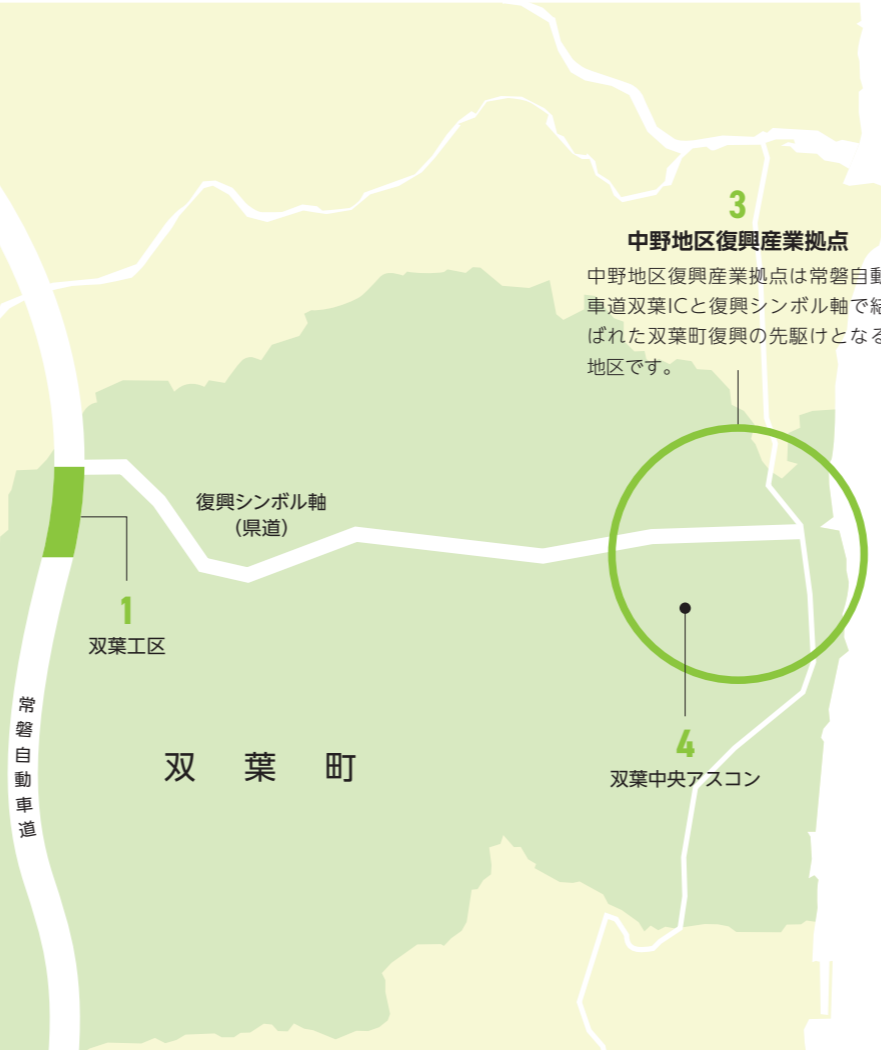 3
中野地区復興産業拠点
中野地区復興産業拠点は常磐自動
車道双葉ICと復興シンボル軸で結
ばれた双葉町復興の先駆けとなる
地区です。
復興シンボル軸
（県道）
1
双葉工区
常磐自動車道
双葉町
4
双葉中央アスコン